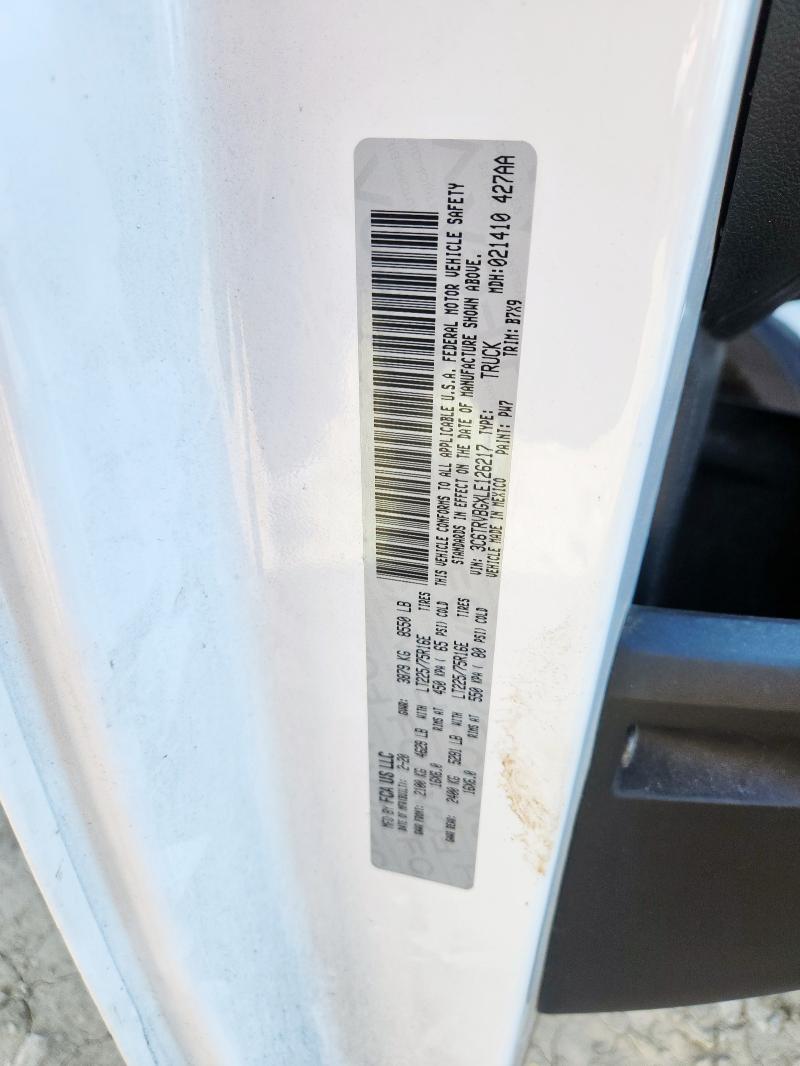 MFD BY FCA US LLC
DATE OF MFR(BILT): 2-20 GVWR: 3879 KG 8550 LB
GAWR FRONT: 2100 KG 4629 LB WITH LT225/75R16E TIRES
16X6.0 RIMS AT 450 KPA ( 65 PSI) COLD
GAWR REAR: 2400 KG 5291 LB WITH LT225/75R16E TIRES
16X6.0 RIMS AT 550 KPA ( 80 PSI) COLD
THIS VEHICLE CONFORMS TO ALL APPLICABLE U.S.A. FEDERAL MOTOR VEHICLE SAFETY
STANDARDS IN EFFECT ON THE DATE OF MANUFACTURE SHOWN ABOVE.
VIN: 3C6TRVBGXLE126217 TYPE: TRUCK MDH:021410 427AA
VEHICLE MADE IN MEXICO PAINT: PW7 TRIM: B7X9